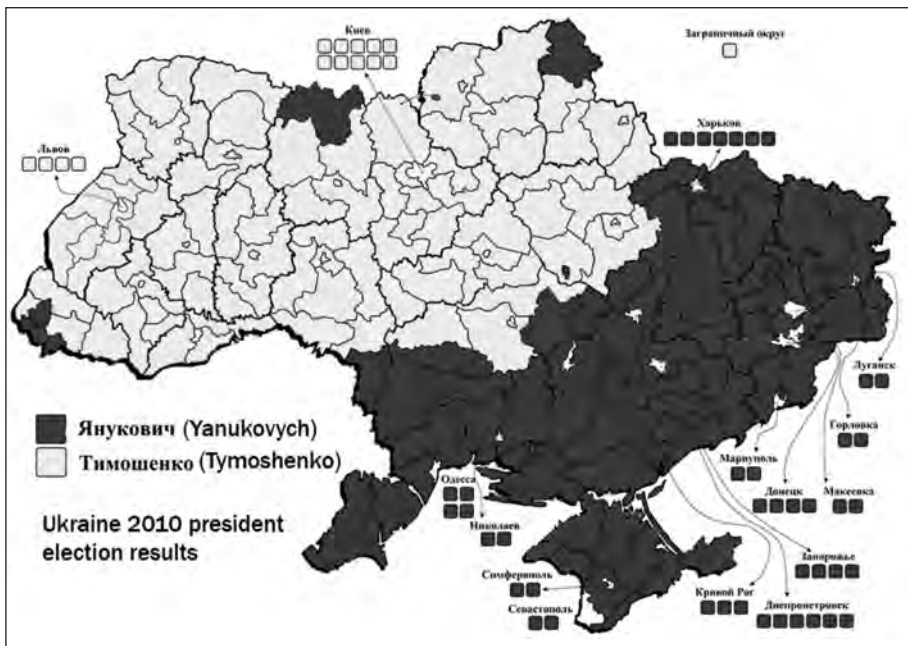 Киев
Заграничный округ
Харьков
Львов
Луганск
Янукович (Yanukovych)
Горловка
Тимошенко (Tymoshenko)
Мариуполь
Одесса
Донецк
Макеевка
Ukraine 2010 president
election results
Николаев
Запорожье
Симферополь
Кривой Рог
Севастополь
Днепропетровск